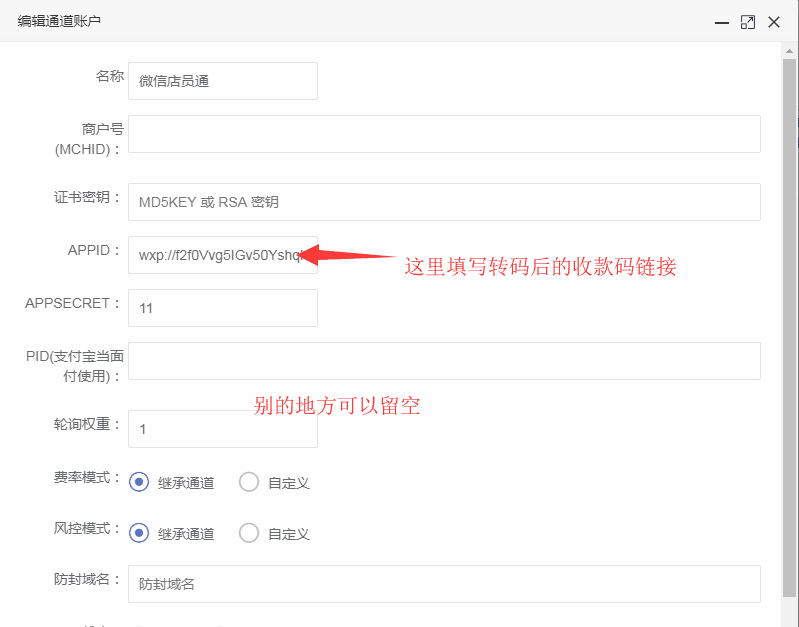 编辑通道账户
名称
微信店员通
商户号
(MCHID)：
证书密钥：
MD5KEY 或 RSA 密钥
APPID：
wxp://f2f0Vvg5IGv50Yshq
这里填写转码后的收款码链接
APPSECRET：
11
PID(支付宝当面
付使用)：
别的地方可以留空
轮询权重：
1
费率模式：
继承通道 自定义
风控模式：
继承通道 自定义
防封域名：
防封域名